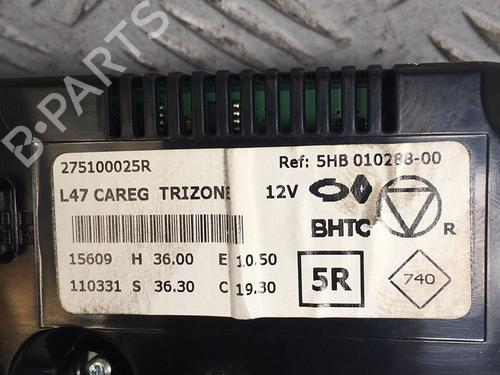 B·PARTS
275100025R
Ref: 5HB 010288-00
L47 CAREG TRIZONE 12V
BHTC
R
15609 H 36.00 E 10.50
110331 S 36.30 C 19.30
5R
740